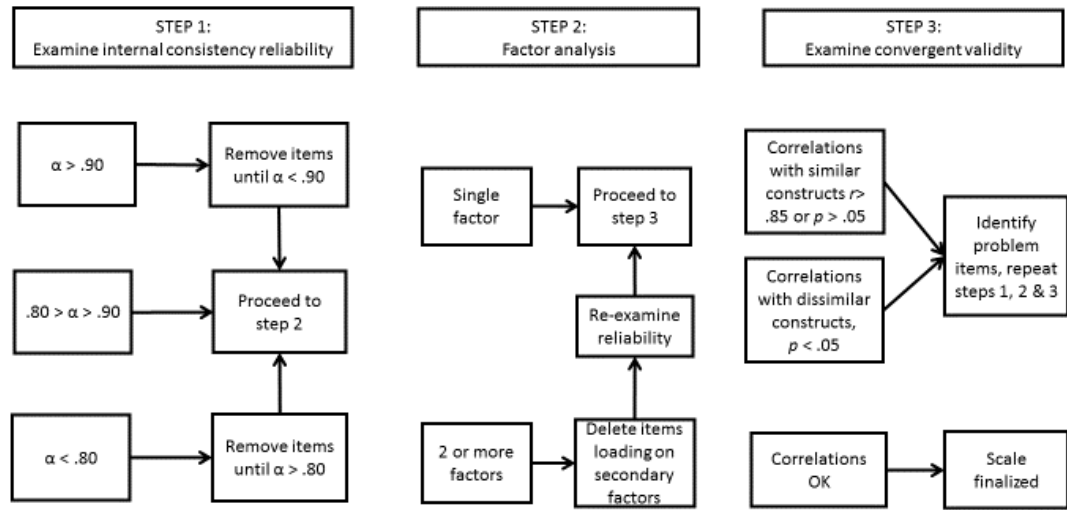 STEP 1:
Examine internal consistency reliability
α > .90
Remove items
until α < .90
.80 > α > .90
Proceed to
step 2
α < .80
Remove items
until α > .80
STEP 2:
Factor analysis
Single
factor
Proceed to
step 3
Re-examine
reliability
2 or more
factors
Delete items
loading on
secondary
factors
STEP 3:
Examine convergent validity
Correlations
with similar
constructs r>
.85 or p > .05
Identify
problem
items, repeat
steps 1, 2 & 3
Correlations
with dissimilar
constructs,
p < .05
Correlations
OK
Scale
finalized